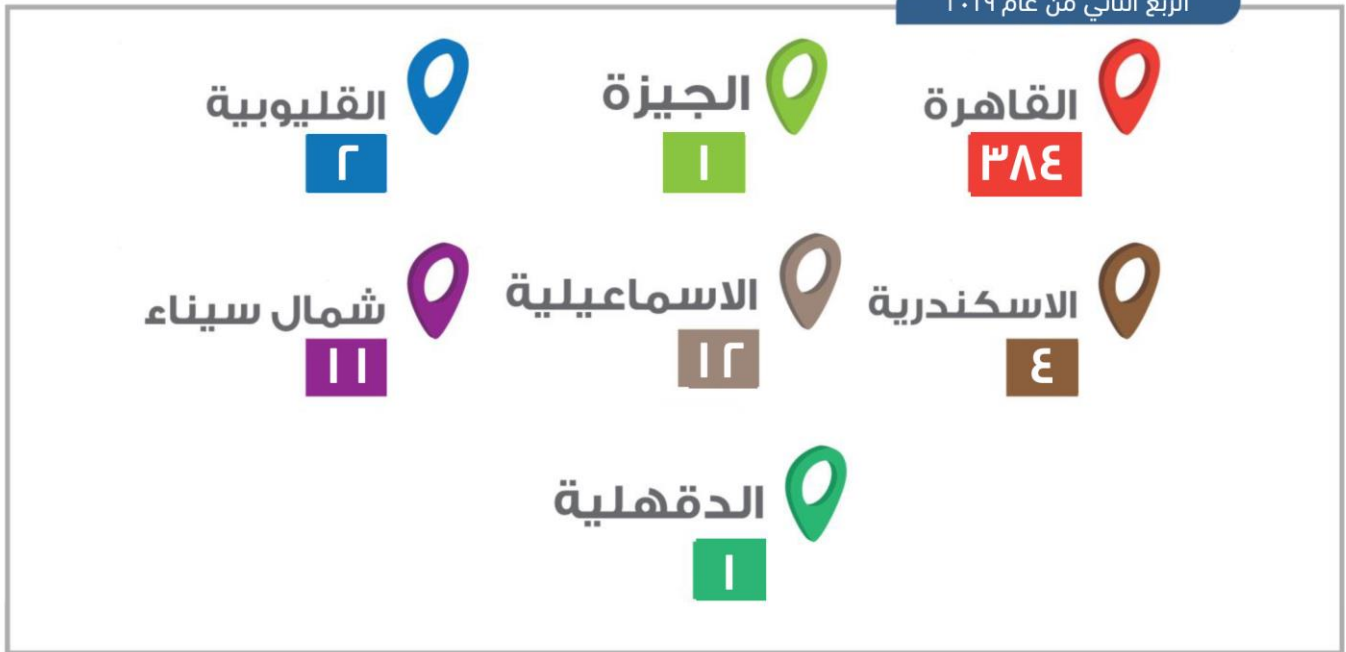 الربع الثاني من عام ٢٠١٩
القاهرة
٣٨٤
الجيزة
١
القليوبية
٢
الاسكندرية
٤
الاسماعيلية
١٢
شمال سيناء
١١
الدقهلية
١